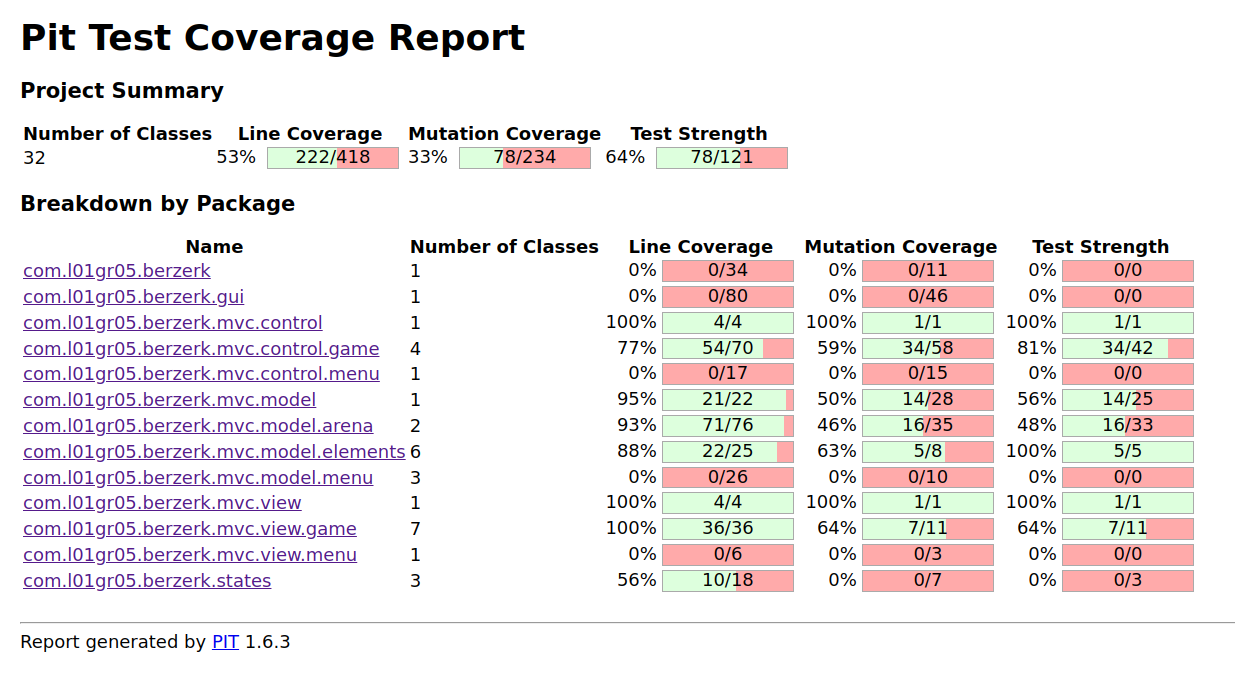 Pit Test Coverage Report
Project Summary
Number of Classes Line Coverage Mutation Coverage Test Strength
32 53% 222/418 33% 78/234 64% 78/121
Breakdown by Package
Name Number of Classes Line Coverage Mutation Coverage Test Strength
com.l01gr05.berzerk 1 0% 0/34 0% 0/11 0% 0/0
com.l01gr05.berzerk.gui 1 0% 0/80 0% 0/46 0% 0/0
com.l01gr05.berzerk.mvc.control 1 100% 4/4 100% 1/1 100% 1/1
com.l01gr05.berzerk.mvc.control.game 4 77% 54/70 59% 34/58 81% 34/42
com.l01gr05.berzerk.mvc.control.menu 1 0% 0/17 0% 0/15 0% 0/0
com.l01gr05.berzerk.mvc.model 1 95% 21/22 50% 14/28 56% 14/25
com.l01gr05.berzerk.mvc.model.arena 2 93% 71/76 46% 16/35 48% 16/33
com.l01gr05.berzerk.mvc.model.elements 6 88% 22/25 63% 5/8 100% 5/5
com.l01gr05.berzerk.mvc.model.menu 3 0% 0/26 0% 0/10 0% 0/0
com.l01gr05.berzerk.mvc.view 1 100% 4/4 100% 1/1 100% 1/1
com.l01gr05.berzerk.mvc.view.game 7 100% 36/36 64% 7/11 64% 7/11
com.l01gr05.berzerk.mvc.view.menu 1 0% 0/6 0% 0/3 0% 0/0
com.l01gr05.berzerk.states 3 56% 10/18 0% 0/7 0% 0/3
Report generated by PIT 1.6.3